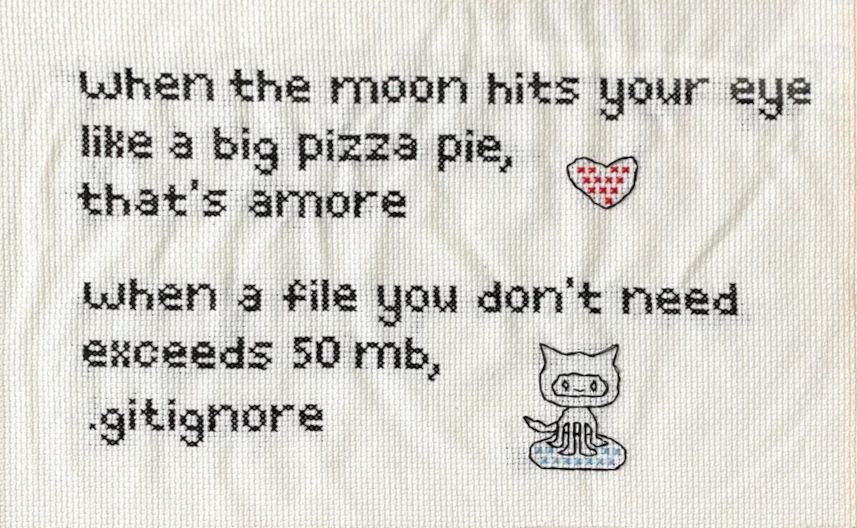 when the moon hits your eye
like a big pizza pie,
that's amore
when a file you don't need
exceeds 50 mb,
.gitignore